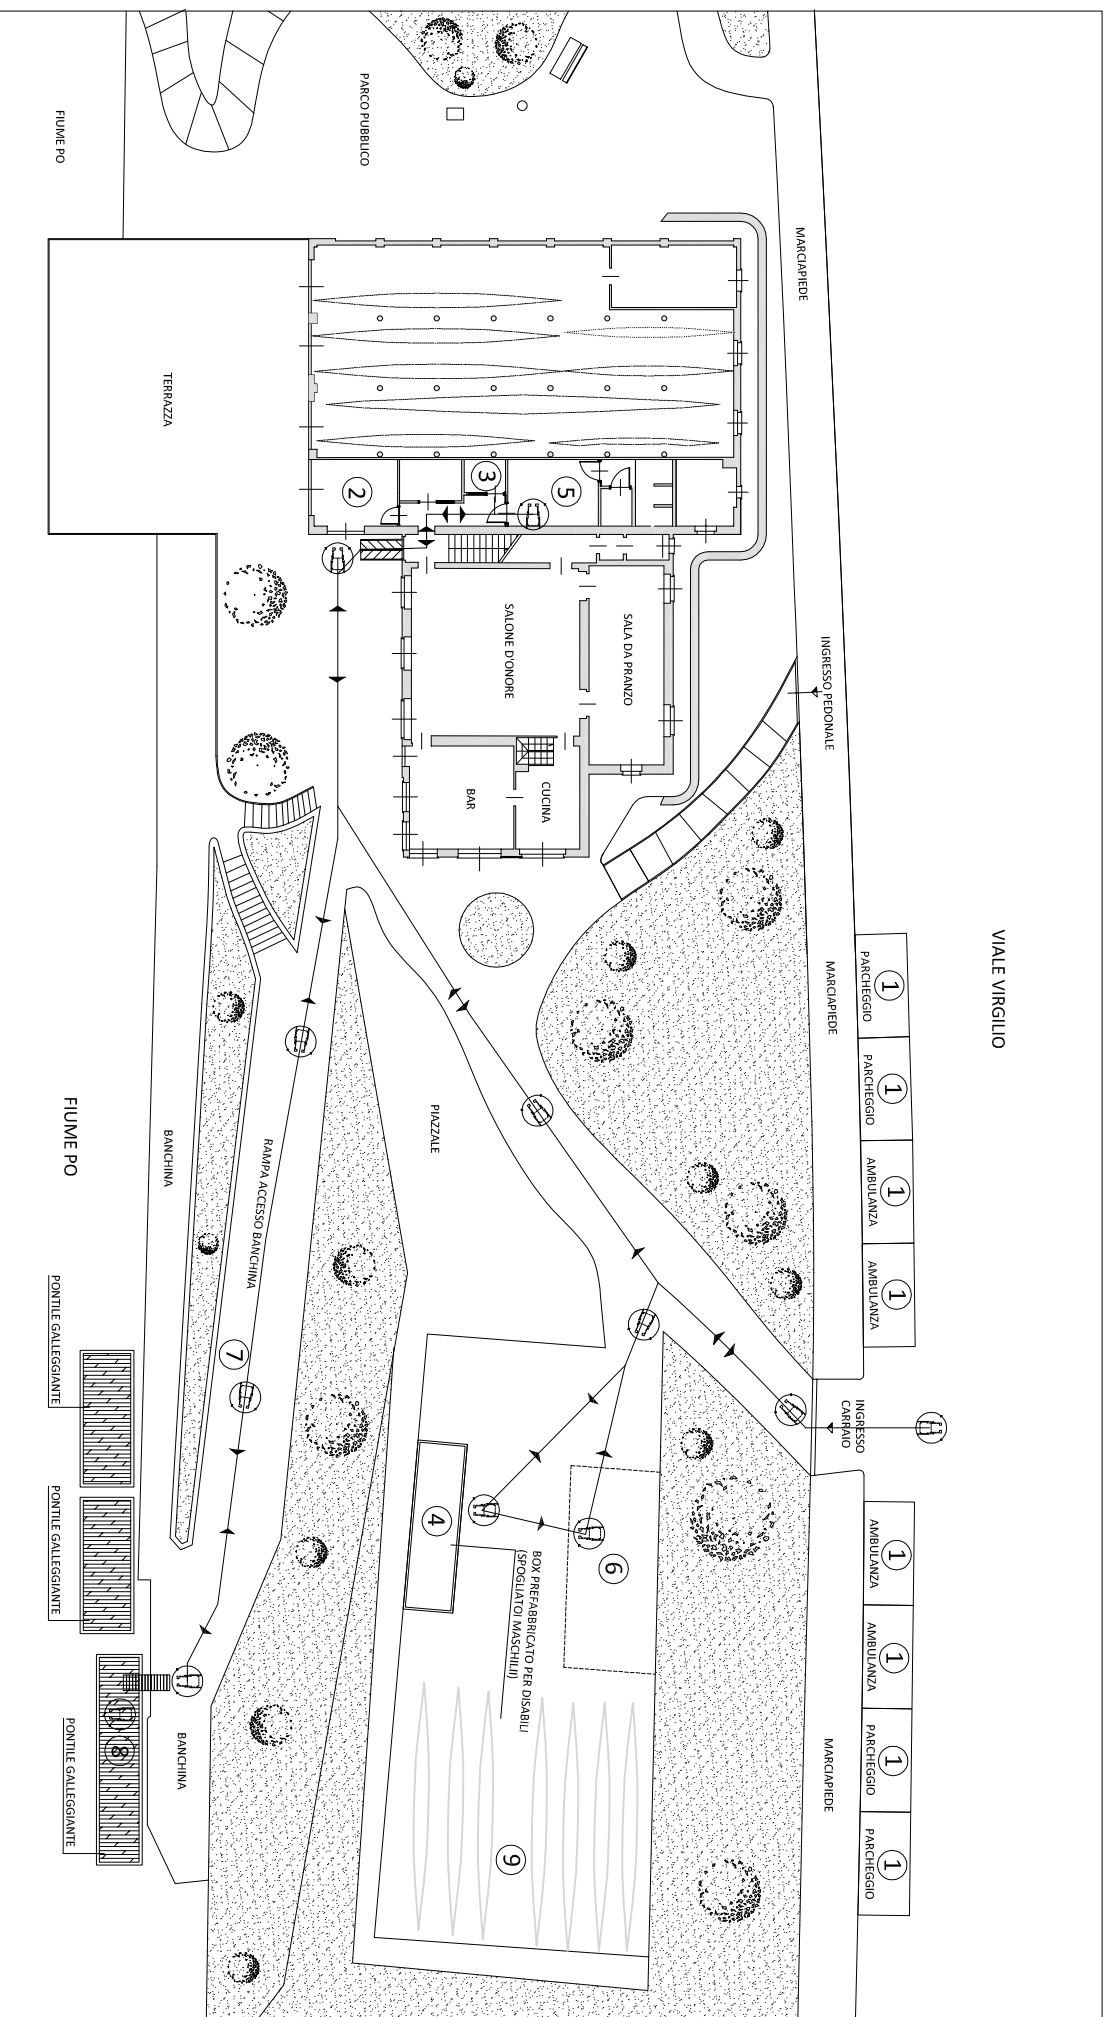 VIALE VIRGILIO
1
PARCHEGGIO
1
PARCHEGGIO
1
AMBULANZA
1
AMBULANZA
1
AMBULANZA
1
AMBULANZA
1
PARCHEGGIO
1
PARCHEGGIO
MARCIAPIEDE
INGRESSO PEDONALE
MARCIAPIEDE
INGRESSO
CARRAIO
MARCIAPIEDE
PARCO PUBBLICO
SALA DA PRANZO
SALONE D'ONORE
CUCINA
BAR
5
3
2
PIAZZALE
6
4
BOX PREFABBRICATO PER DISABILI
(SPOGLIATOI MASCHILI)
9
TERRAZZA
RAMPA ACCESSO BANCHINA
7
BANCHINA
BANCHINA
8
FIUME PO
FIUME PO
PONTILE GALLEGGIANTE
PONTILE GALLEGGIANTE
PONTILE GALLEGGIANTE